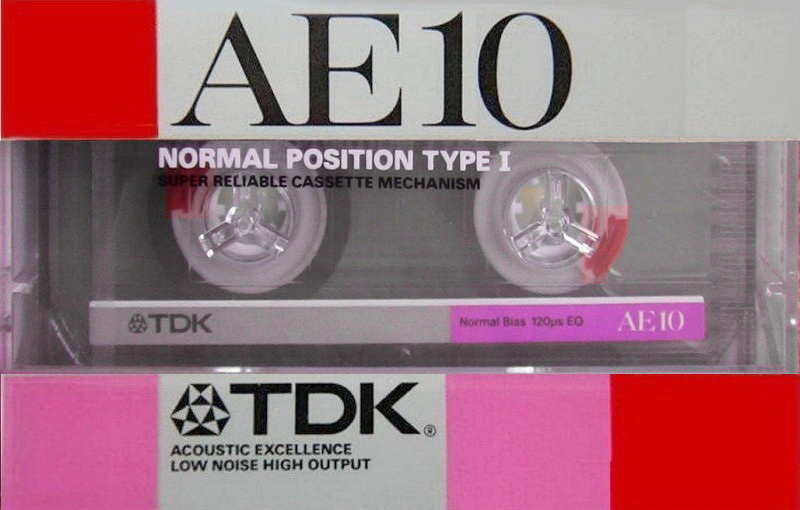 AE10
NORMAL POSITION TYPE I
SUPER RELIABLE CASSETTE MECHANISM
TDK
Normal Bias 120µs EQ AE10
TDK®
ACOUSTIC EXCELLENCE
LOW NOISE HIGH OUTPUT